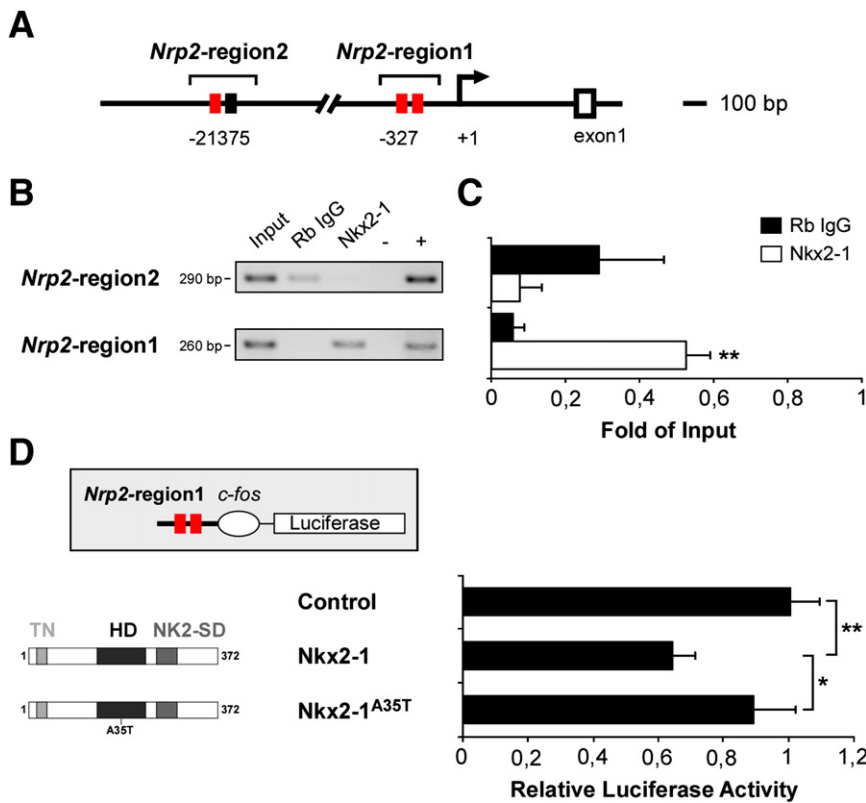 A
Nrp2-region2
Nrp2-region1
-21375
-327
+1
exon1
100 bp
B
Input
Rb IgG
Nkx2-1
-
+
Nrp2-region2
290 bp
Nrp2-region1
260 bp
C
Rb IgG
Nkx2-1
**
0
0,2
0,4
0,6
0,8
1
Fold of Input
D
Nrp2-region1 c-fos
Luciferase
TN HD NK2-SD
1 372
1 372
A35T
Control
Nkx2-1
Nkx2-1A35T
**
*
0
0,2
0,4
0,6
0,8
1
1,2
Relative Luciferase Activity